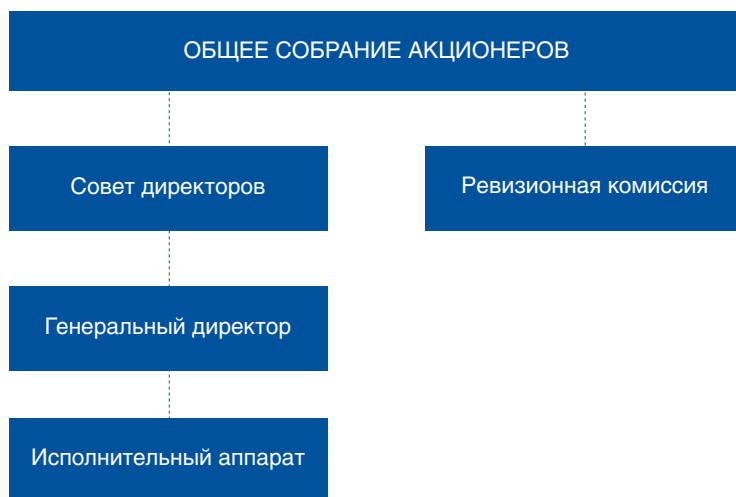 ОБЩЕЕ СОБРАНИЕ АКЦИОНЕРОВ
Совет директоров
Ревизионная комиссия
Генеральный директор
Исполнительный аппарат